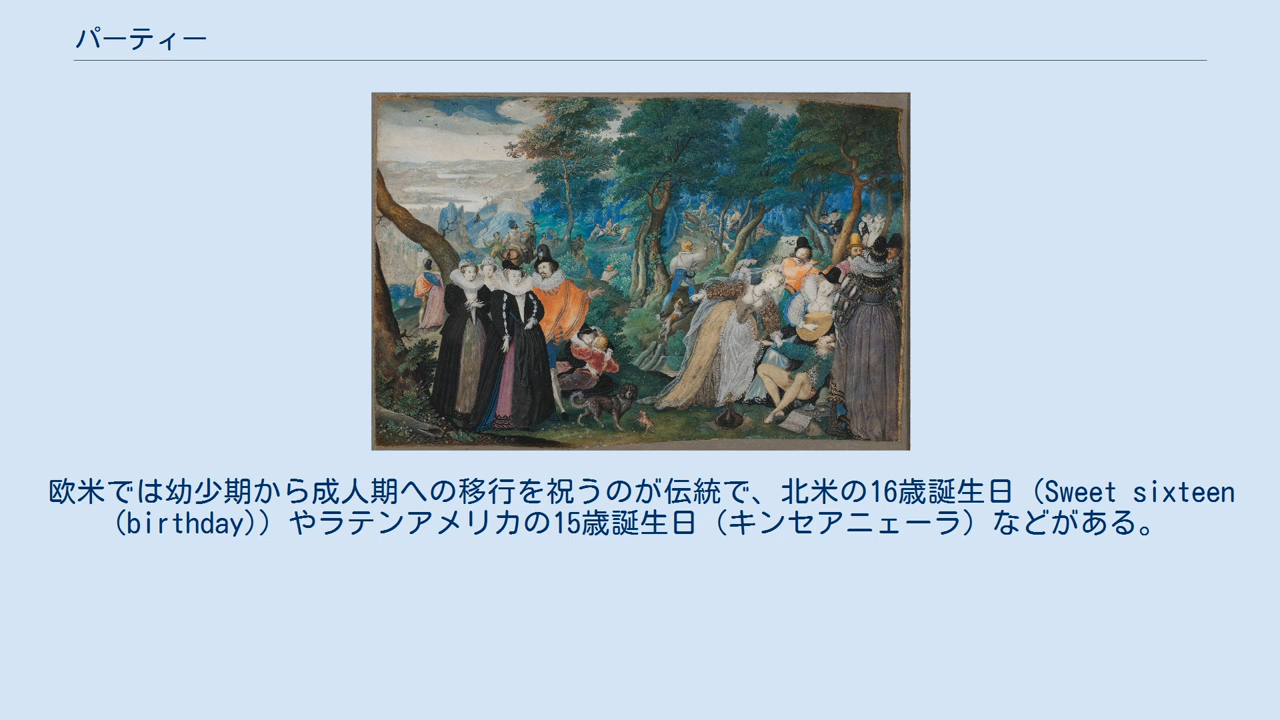 パーティー
欧米では幼少期から成人期への移行を祝うのが伝統で、北米の16歳誕生日（Sweet sixteen
（birthday)）やラテンアメリカの15歳誕生日（キンセアニェーラ）などがある。